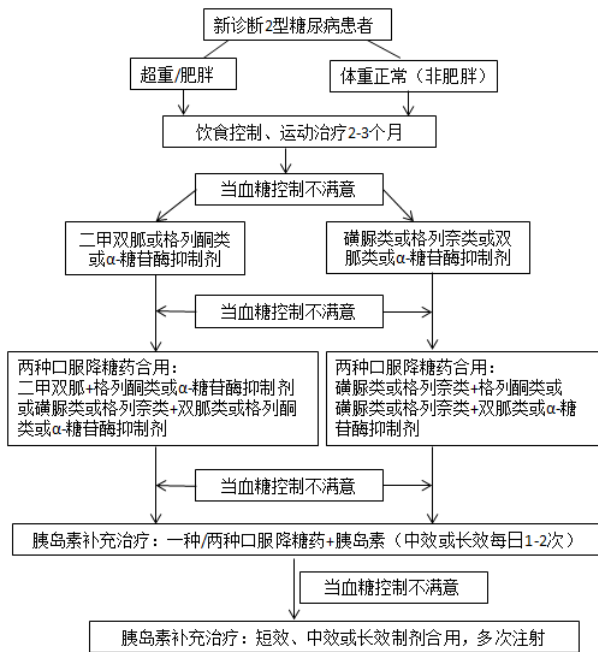 新诊断2型糖尿病患者
超重/肥胖
体重正常（非肥胖）
饮食控制、运动治疗2-3个月
当血糖控制不满意
二甲双胍或格列酮类
或α-糖苷酶抑制剂
磺脲类或格列奈类或双
胍类或α-糖苷酶抑制剂
当血糖控制不满意
两种口服降糖药合用：
二甲双胍+格列酮类或α-糖苷酶抑制剂
或磺脲类或格列奈类+双胍类或格列酮
类或α-糖苷酶抑制剂
两种口服降糖药合用：
磺脲类或格列奈类+格列酮类或
磺脲类或格列奈类+双胍类或α-糖
苷酶抑制剂
当血糖控制不满意
胰岛素补充治疗：一种/两种口服降糖药+胰岛素（中效或长效每日1-2次）
当血糖控制不满意
胰岛素补充治疗：短效、中效或长效制剂合用，多次注射